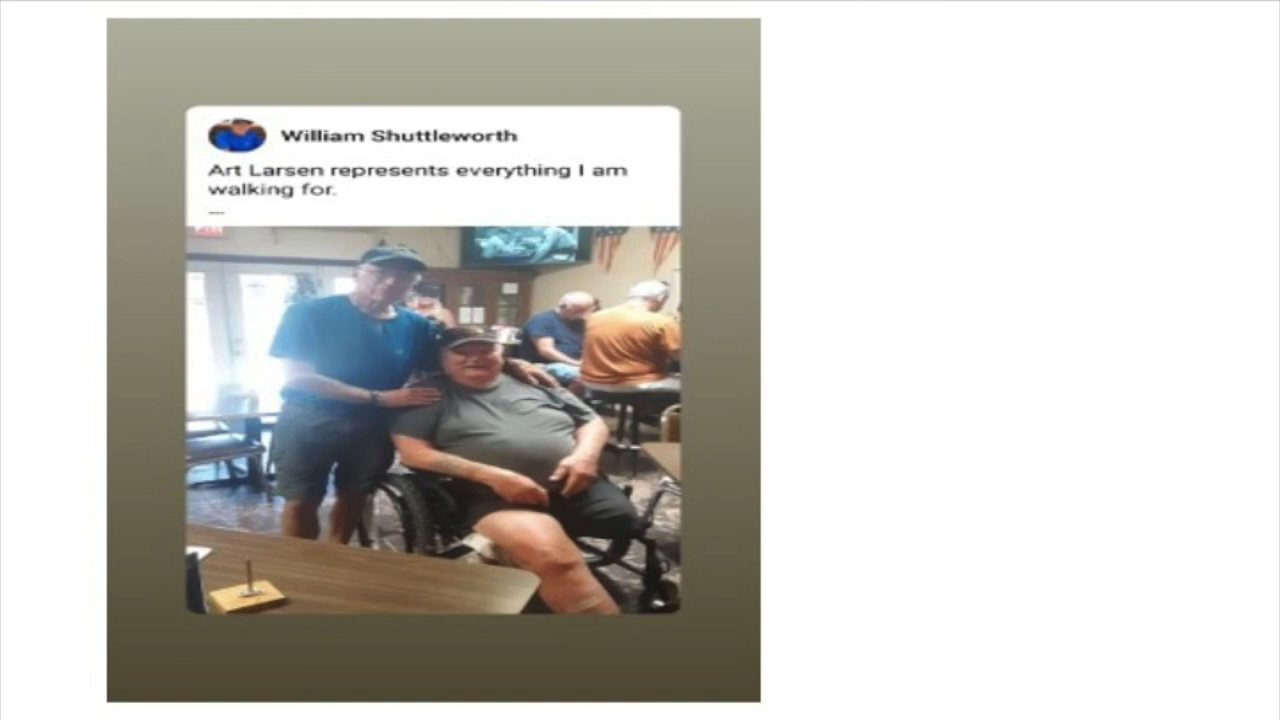 William Shuttleworth
Art Larsen represents everything I am
walking for.